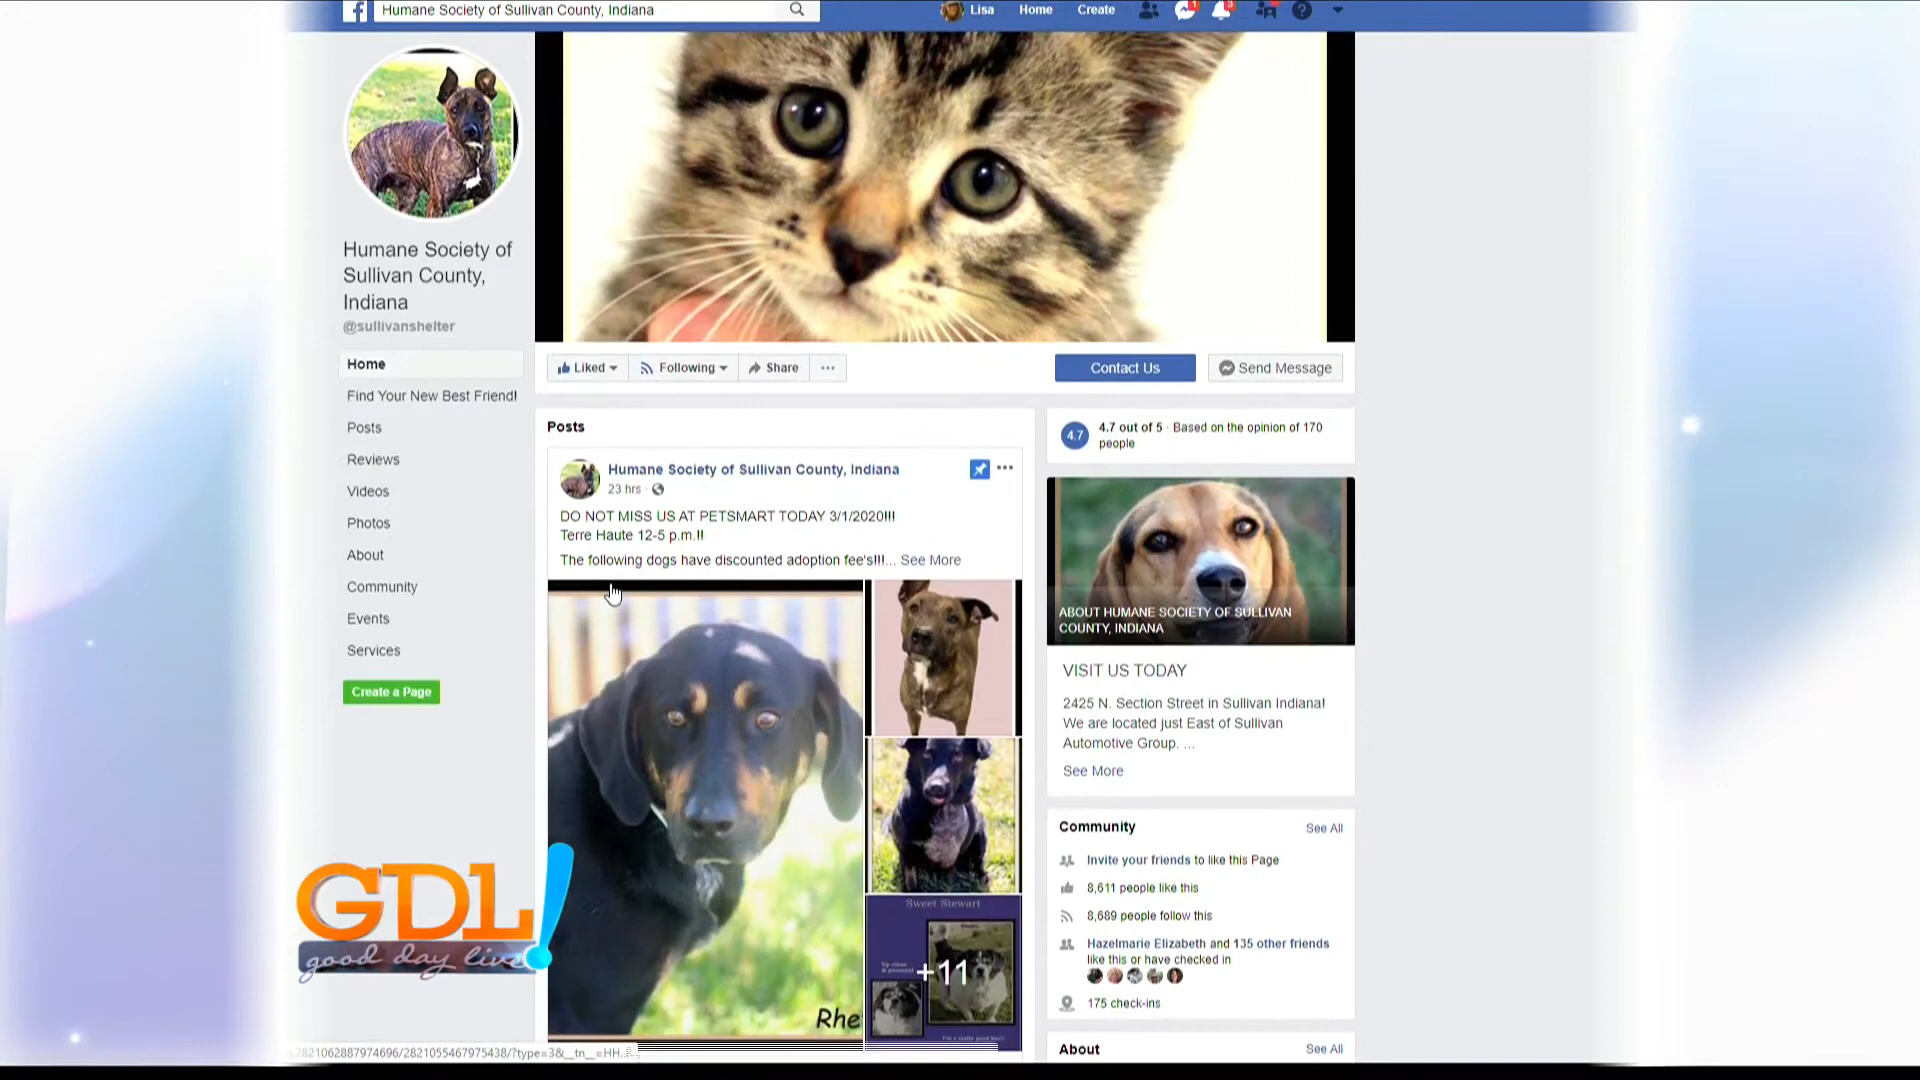 Humane Society of Sullivan County, Indiana
Lisa
Home
Create
Humane Society of
Sullivan County,
Indiana
@sullivanshelter
Home
Find Your New Best Friend!
Posts
Reviews
Videos
Photos
About
Community
Events
Services
Create a Page
Liked
Following
Share
Contact Us
Send Message
Posts
Humane Society of Sullivan County, Indiana
23 hrs
DO NOT MISS US AT PETSMART TODAY 3/1/2020!!!
Terre Haute 12-5 p.m.!!
The following dogs have discounted adoption fee's!!!... See More
Rhe
Sweet Stewart
+11
4.7
4.7 out of 5 · Based on the opinion of 170
people
ABOUT HUMANE SOCIETY OF SULLIVAN
COUNTY, INDIANA
VISIT US TODAY
2425 N. Section Street in Sullivan Indiana!
We are located just East of Sullivan
Automotive Group. ...
See More
Community
See All
Invite your friends to like this Page
8,611 people like this
8,689 people follow this
Hazelmarie Elizabeth and 135 other friends
like this or have checked in
175 check-ins
About
See All
GDL!
good day live
2821062887974696/2821055467975438/?type=3&__tn__=HH...